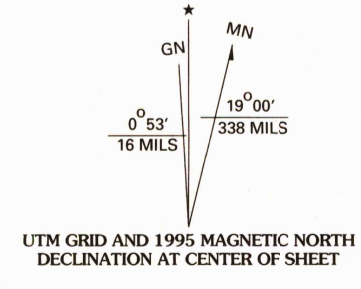 ★
GN
MN
0°53′
16 MILS
19°00′
338 MILS
UTM GRID AND 1995 MAGNETIC NORTH
DECLINATION AT CENTER OF SHEET